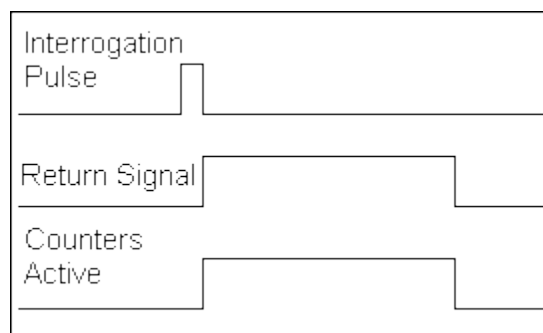 Interrogation
Pulse
Return Signal
Counters
Active